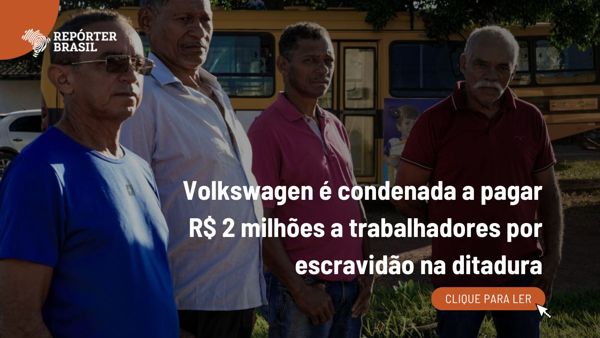 REPÓRTER
BRASIL
Volkswagen é condenada a pagar
R$ 2 milhões a trabalhadores por
escravidão na ditadura
CLIQUE PARA LER